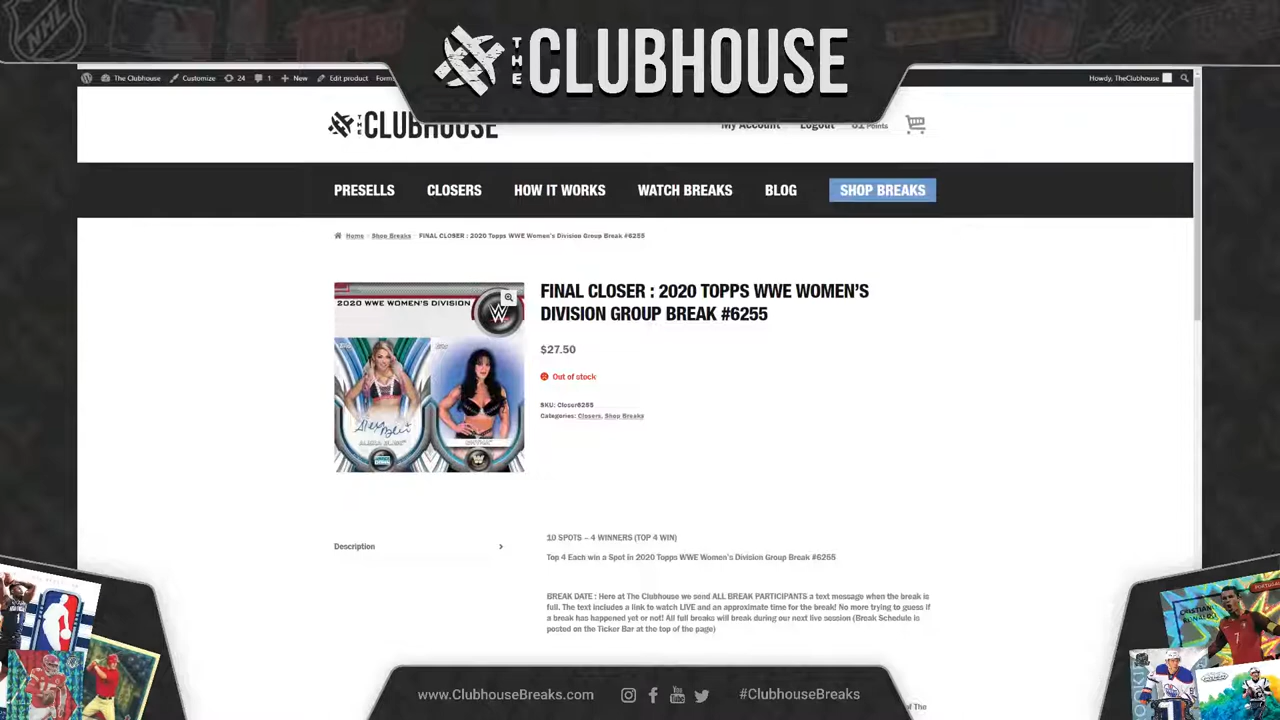 NHL
THE CLUBHOUSE
The Clubhouse Customize 24 1 New Edit product
Howdy, TheClubhouse
THE CLUBHOUSE
My Account Logout Points
PRESELLS CLOSERS HOW IT WORKS WATCH BREAKS BLOG SHOP BREAKS
Home Shop Breaks FINAL CLOSER : 2020 Topps WWE Women's Division Group Break #6255
2020 WWE WOMEN'S DIVISION
FINAL CLOSER : 2020 TOPPS WWE WOMEN'S
DIVISION GROUP BREAK #6255
$27.50
Out of stock
SKU: Closer6255
Categories: Closers, Shop Breaks
Description
10 SPOTS – 4 WINNERS (TOP 4 WIN)
Top 4 Each win a Spot in 2020 Topps WWE Women's Division Group Break #6255
BREAK DATE : Here at The Clubhouse we send ALL BREAK PARTICIPANTS a text message when the break is
full. The text includes a link to watch LIVE and an approximate time for the break! No more trying to guess if
a break has happened yet or not! All full breaks will break during our next live session (Break Schedule is
posted on the Ticker Bar at the top of the page)
of The
www.ClubhouseBreaks.com
You
Tube
#ClubhouseBreaks